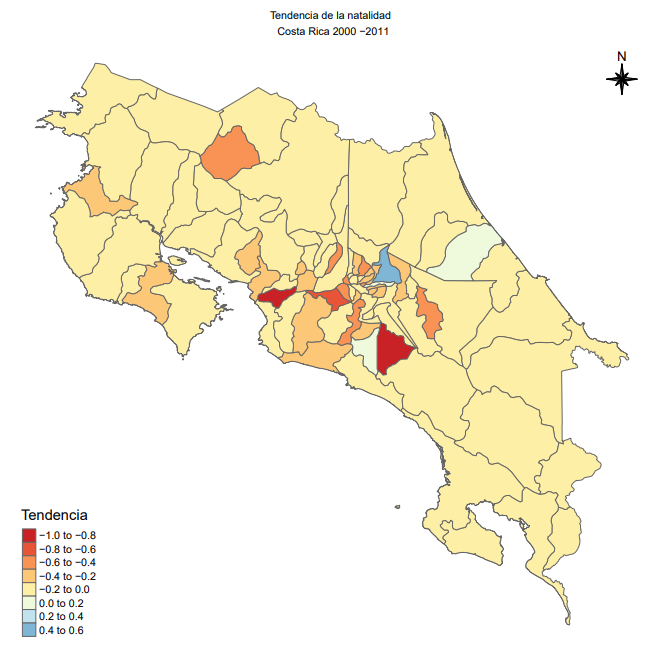 Tendencia de la natalidad
Costa Rica 2000 −2011
N
Tendencia
−1.0 to −0.8
−0.8 to −0.6
−0.6 to −0.4
−0.4 to −0.2
−0.2 to 0.0
0.0 to 0.2
0.2 to 0.4
0.4 to 0.6